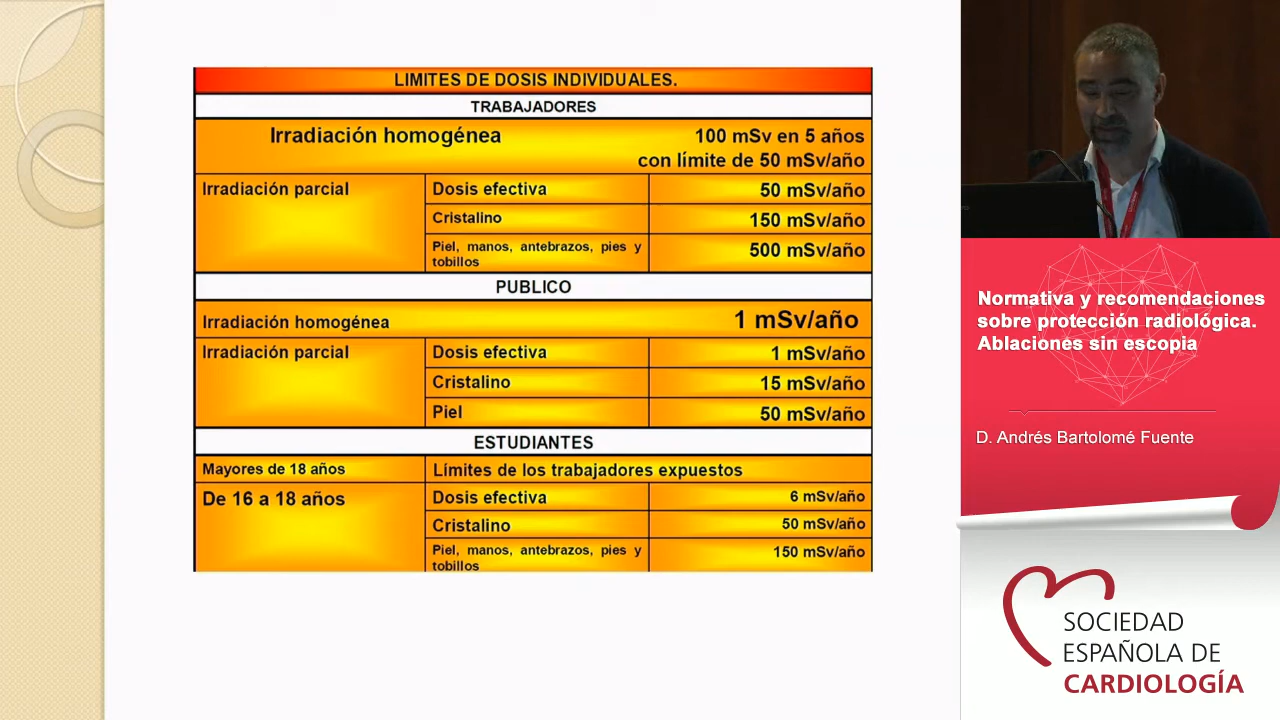 LIMITES DE DOSIS INDIVIDUALES.
TRABAJADORES
Irradiación homogénea 100 mSv en 5 años
con límite de 50 mSv/año
Irradiación parcial Dosis efectiva 50 mSv/año
Cristalino 150 mSv/año
Piel, manos, antebrazos, pies y
tobillos 500 mSv/año
PUBLICO
Irradiación homogénea 1 mSv/año
Irradiación parcial Dosis efectiva 1 mSv/año
Cristalino 15 mSv/año
Piel 50 mSv/año
ESTUDIANTES
Mayores de 18 años Límites de los trabajadores expuestos
De 16 a 18 años Dosis efectiva 6 mSv/año
Cristalino 50 mSv/año
Piel, manos, antebrazos, pies y
tobillos 150 mSv/año
Normativa y recomendaciones
sobre protección radiológica.
Ablaciones sin escopia
D. Andrés Bartolomé Fuente
SOCIEDAD
ESPAÑOLA DE
CARDIOLOGÍA